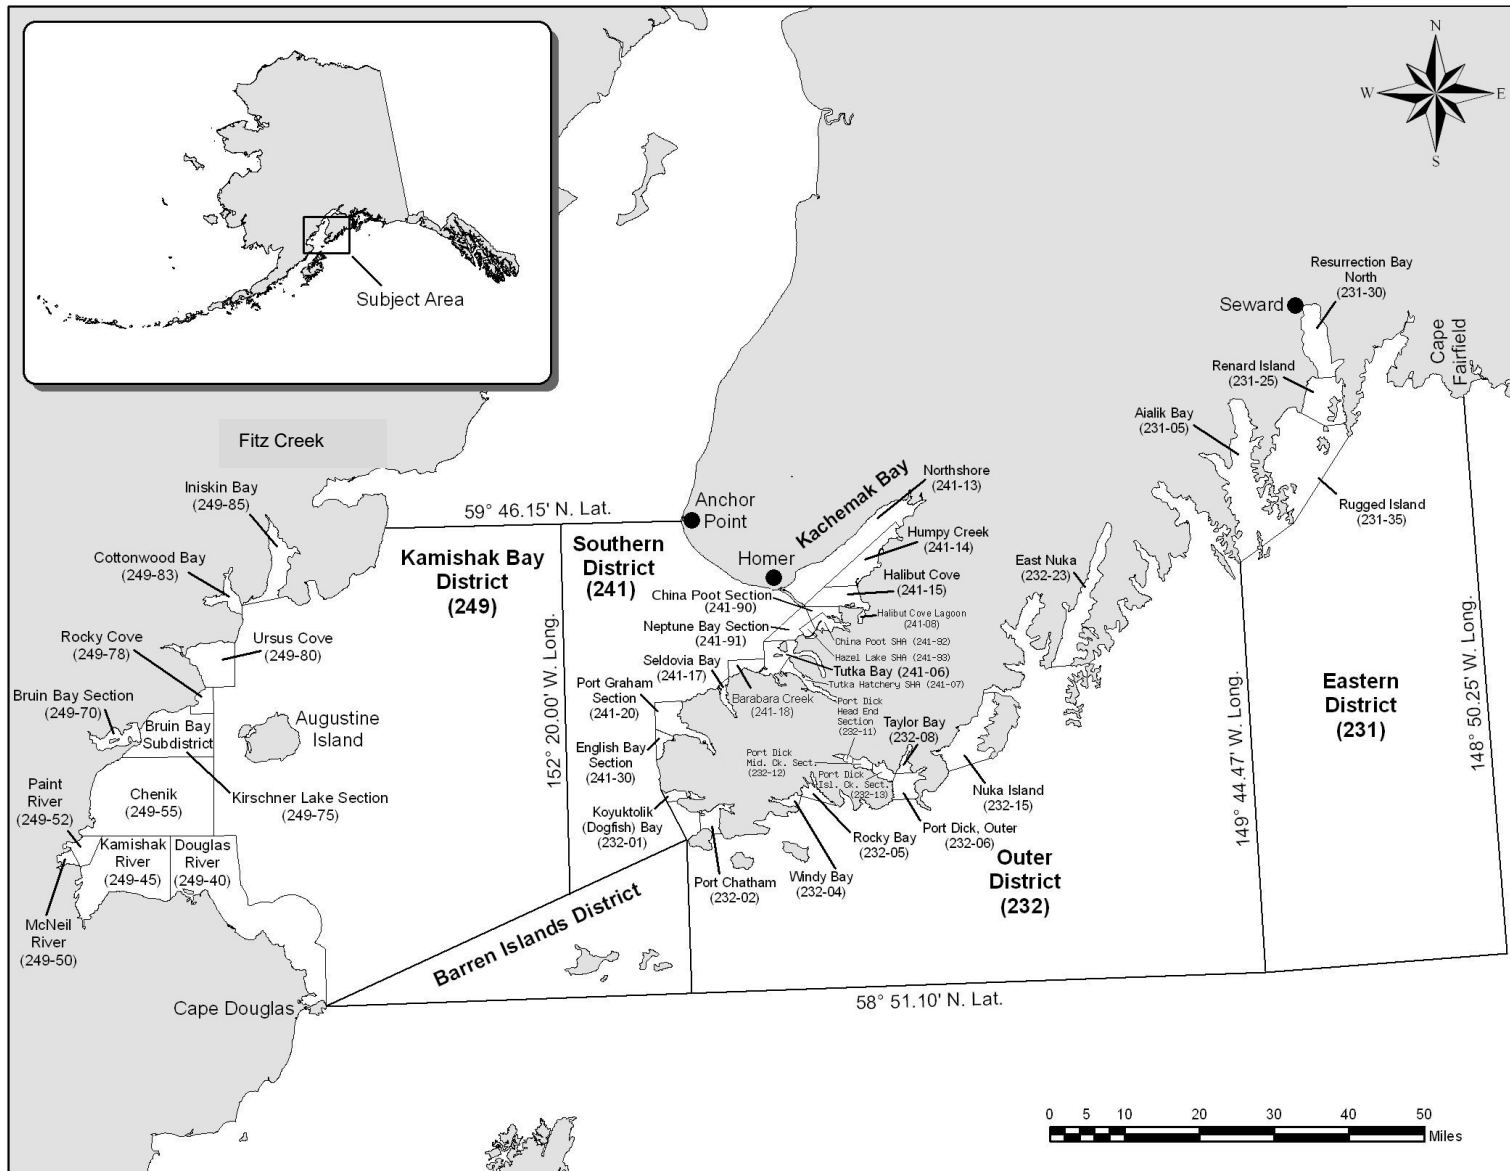 N
W
E
S
Subject Area
Resurrection Bay
North
(231-30)
Seward
Cape
Fairfield
Renard Island
(231-25)
Aialik Bay
(231-05)
Rugged Island
(231-35)
Fitz Creek
Iniskin Bay
(249-85)
Cottonwood Bay
(249-83)
Rocky Cove
(249-78)
Ursus Cove
(249-80)
Bruin Bay Section
(249-70)
Bruin Bay
Subdistrict
Augustine
Island
Paint
River
(249-52)
Chenik
(249-55)
Kirschner Lake Section
(249-75)
Kamishak
River
(249-45)
Douglas
River
(249-40)
McNeil
River
(249-50)
Cape Douglas
59° 46.15' N. Lat.
Kamishak Bay
District
(249)
Southern
District
(241)
152° 20.00' W. Long.
Anchor
Point
Homer
Kachemak Bay
Northshore
(241-13)
Humpy Creek
(241-14)
Halibut Cove
(241-15)
China Poot Section
(241-90)
Halibut Cove Lagoon
(241-08)
Neptune Bay Section
(241-91)
China Poot SHA (241-92)
Hazel Lake SHA (241-93)
Seldovia Bay
(241-17)
Tutka Bay (241-06)
Tutka Hatchery SHA (241-07)
Port Graham
Section
(241-20)
Barabara Creek
(241-18)
Port Dick
Head End
Section
(232-11)
Taylor Bay
(232-08)
English Bay
Section
(241-30)
Port Dick
Mid. Ck. Sect.
(232-12)
Port Dick
Isl. Ck. Sect.
(232-13)
East Nuka
(232-23)
Nuka Island
(232-15)
Koyuktolik
(Dogfish) Bay
(232-01)
Port Chatham
(232-02)
Windy Bay
(232-04)
Rocky Bay
(232-05)
Port Dick, Outer
(232-06)
Outer
District
(232)
Barren Islands District
149° 44.47' W. Long.
Eastern
District
(231)
148° 50.25' W. Long.
58° 51.10' N. Lat.
0 5 10 20 30 40 50
Miles